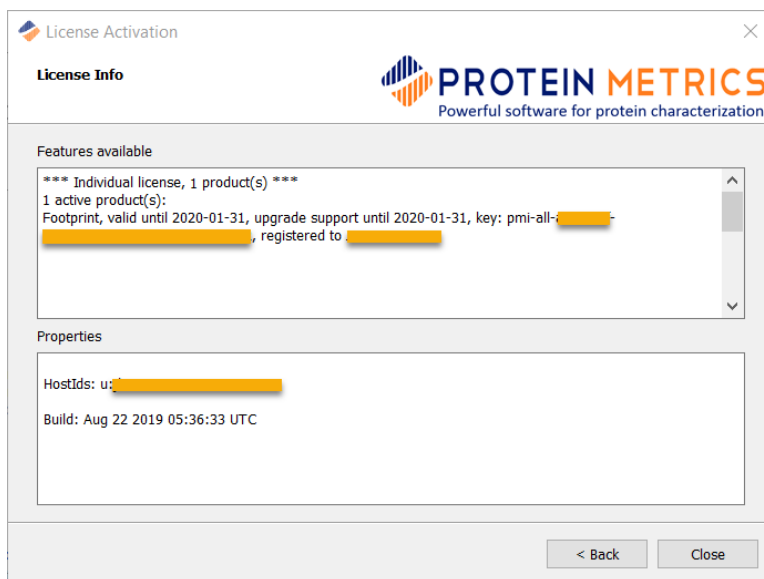 License Activation
License Info
PROTEIN METRICS
Powerful software for protein characterization
Features available
*** Individual license, 1 product(s) ***
1 active product(s):
Footprint, valid until 2020-01-31, upgrade support until 2020-01-31, key: pmi-all-
, registered to
Properties
HostIds: u:
Build: Aug 22 2019 05:36:33 UTC
< Back
Close